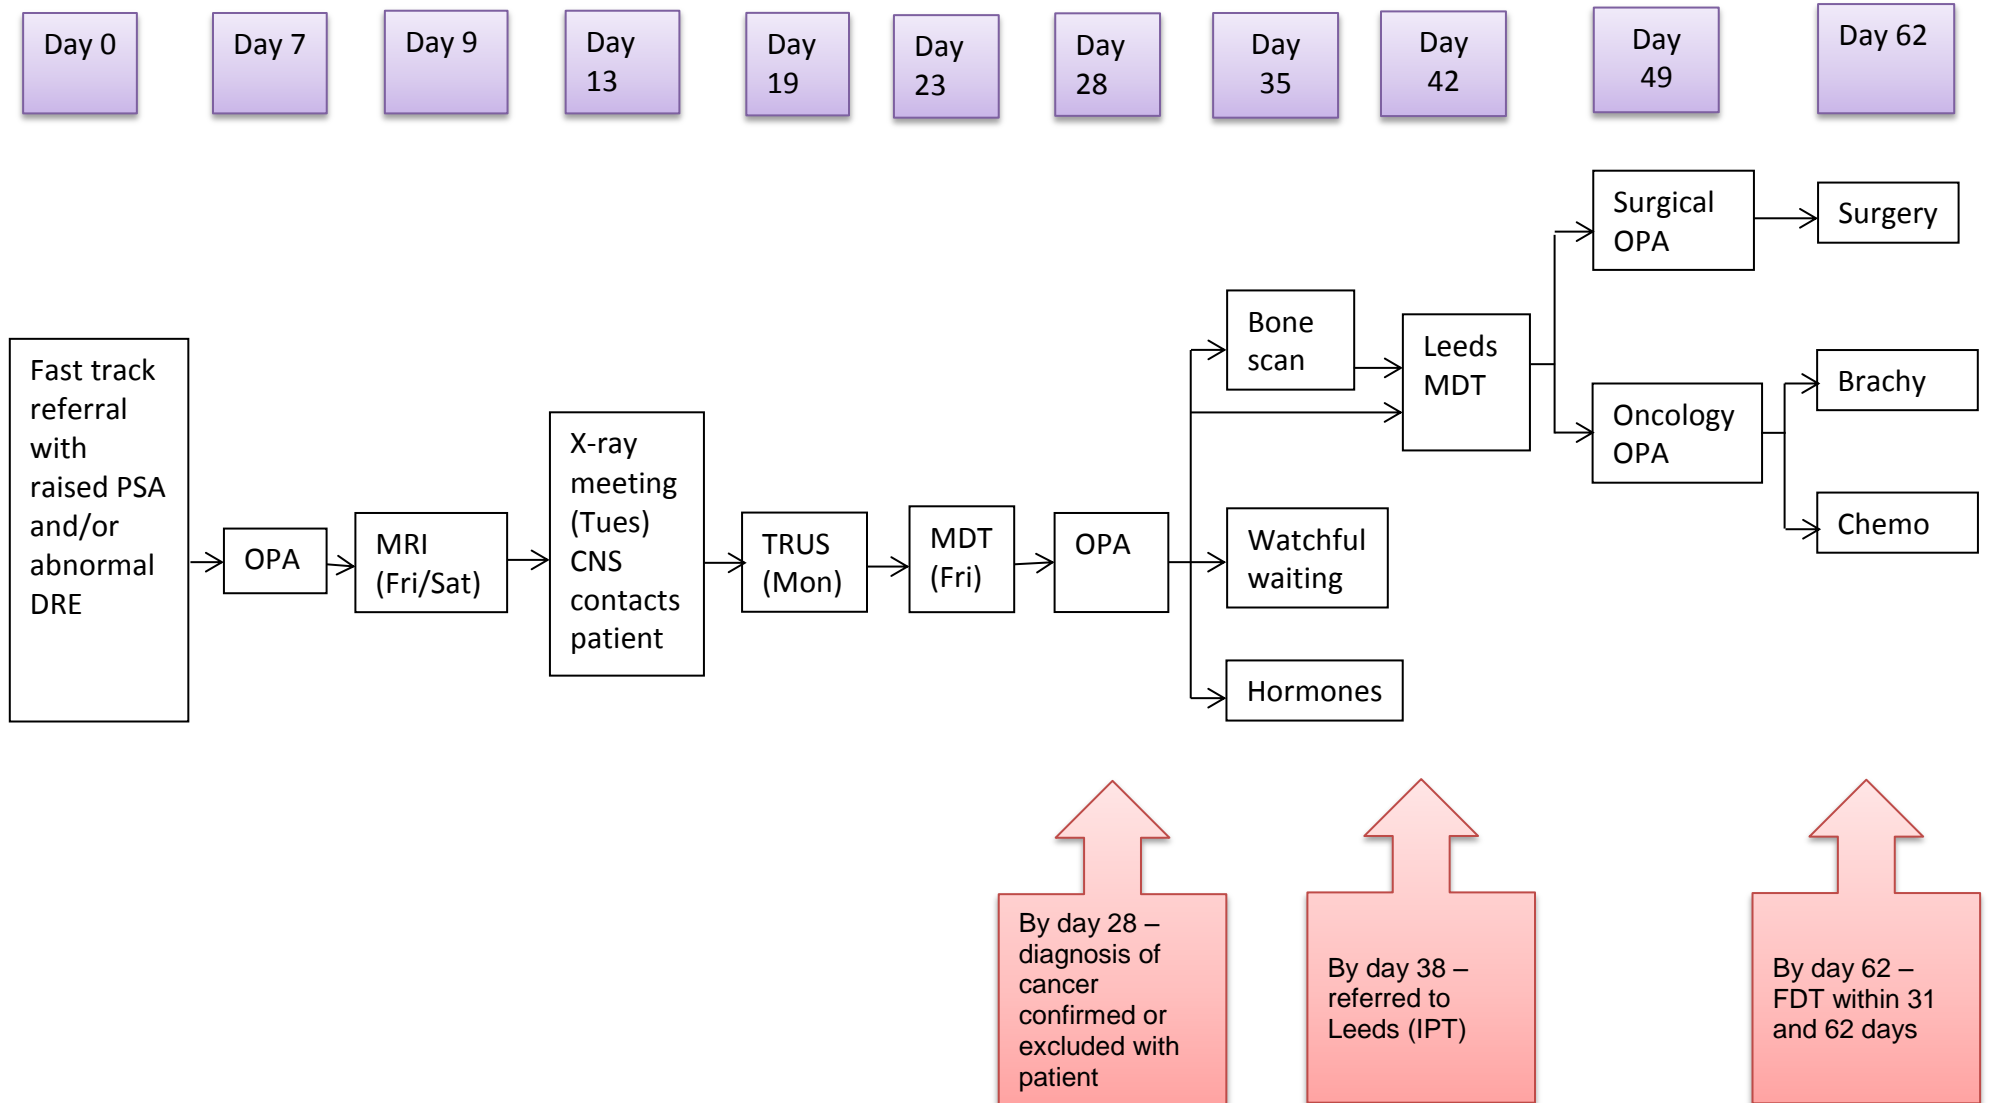 Day 0
Day 7
Day 9
Day
13
Day
19
Day
23
Day
28
Day
35
Day
42
Day
49
Day 62
Fast track
referral
with
raised PSA
and/or
abnormal
DRE
OPA
MRI
(Fri/Sat)
X-ray
meeting
(Tues)
CNS
contacts
patient
TRUS
(Mon)
MDT
(Fri)
OPA
Bone
scan
Watchful
waiting
Hormones
Leeds
MDT
Surgical
OPA
Oncology
OPA
Surgery
Brachy
Chemo
By day 28 –
diagnosis of
cancer
confirmed or
excluded with
patient
By day 38 –
referred to
Leeds (IPT)
By day 62 –
FDT within 31
and 62 days